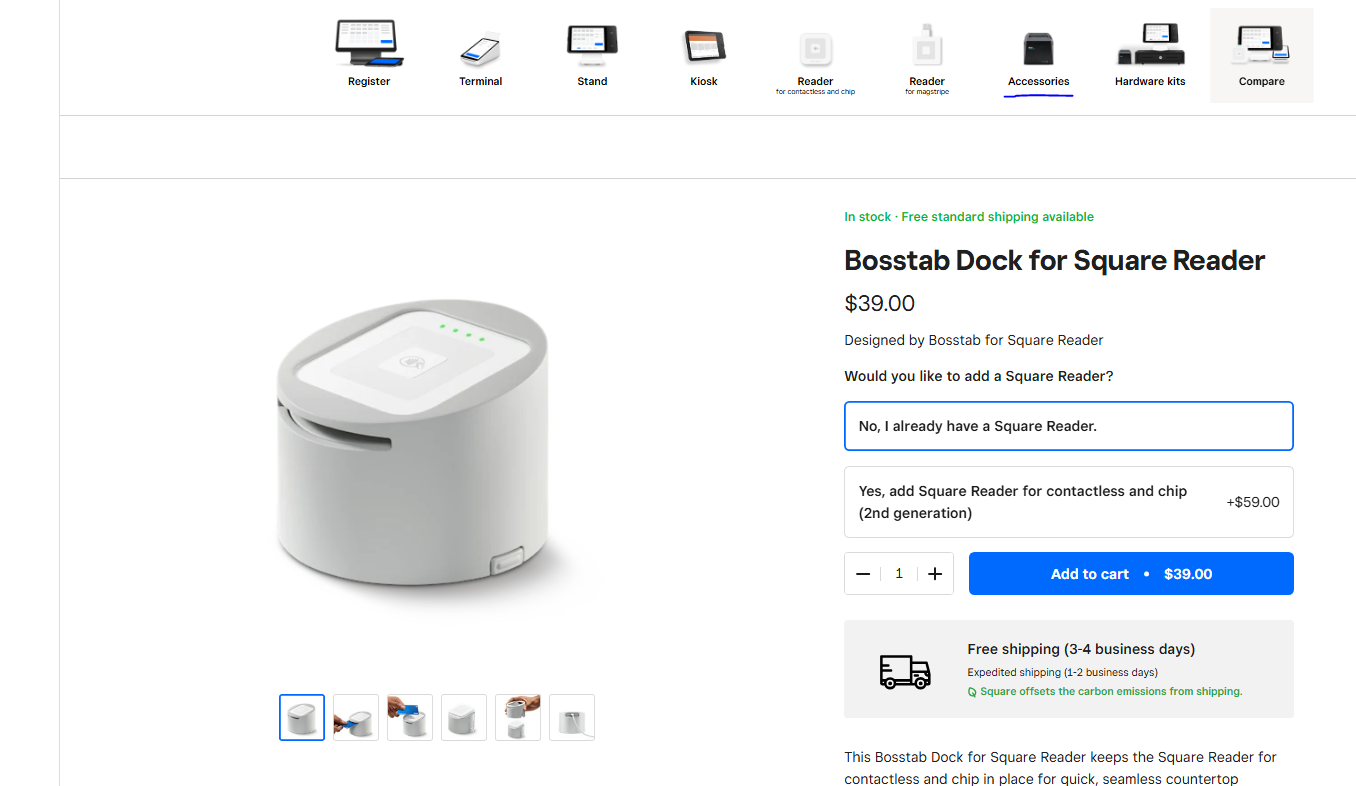 Register
Terminal
Stand
Kiosk
Reader
for contactless and chip
Reader
for magstripe
Accessories
Hardware kits
Compare
In stock · Free standard shipping available
Bosstab Dock for Square Reader
$39.00
Designed by Bosstab for Square Reader
Would you like to add a Square Reader?
No, I already have a Square Reader.
Yes, add Square Reader for contactless and chip
(2nd generation)
+$59.00
1
Add to cart • $39.00
Free shipping (3-4 business days)
Expedited shipping (1-2 business days)
Square offsets the carbon emissions from shipping.
This Bosstab Dock for Square Reader keeps the Square Reader for
contactless and chip in place for quick, seamless countertop